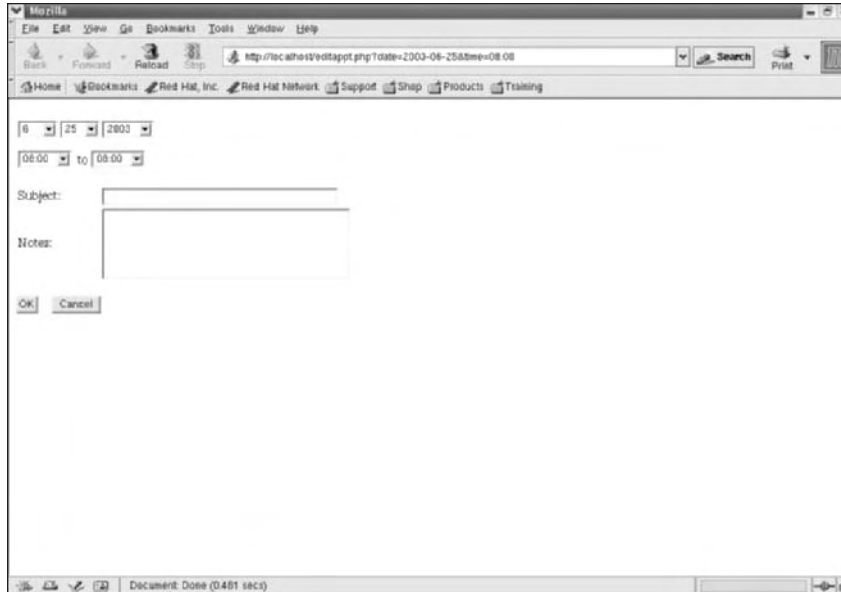 Mozilla
File Edit View Go Bookmarks Tools Window Help
Back Forward Reload Stop http://localhost/editappt.php?date=2003-06-25&time=08:00 Search Print
Home Bookmarks Red Hat, Inc. Red Hat Network Support Shop Products Training
6 25 2003
08:00 to 08:00
Subject:
Notes:
OK Cancel
Document: Done (0.481 secs)